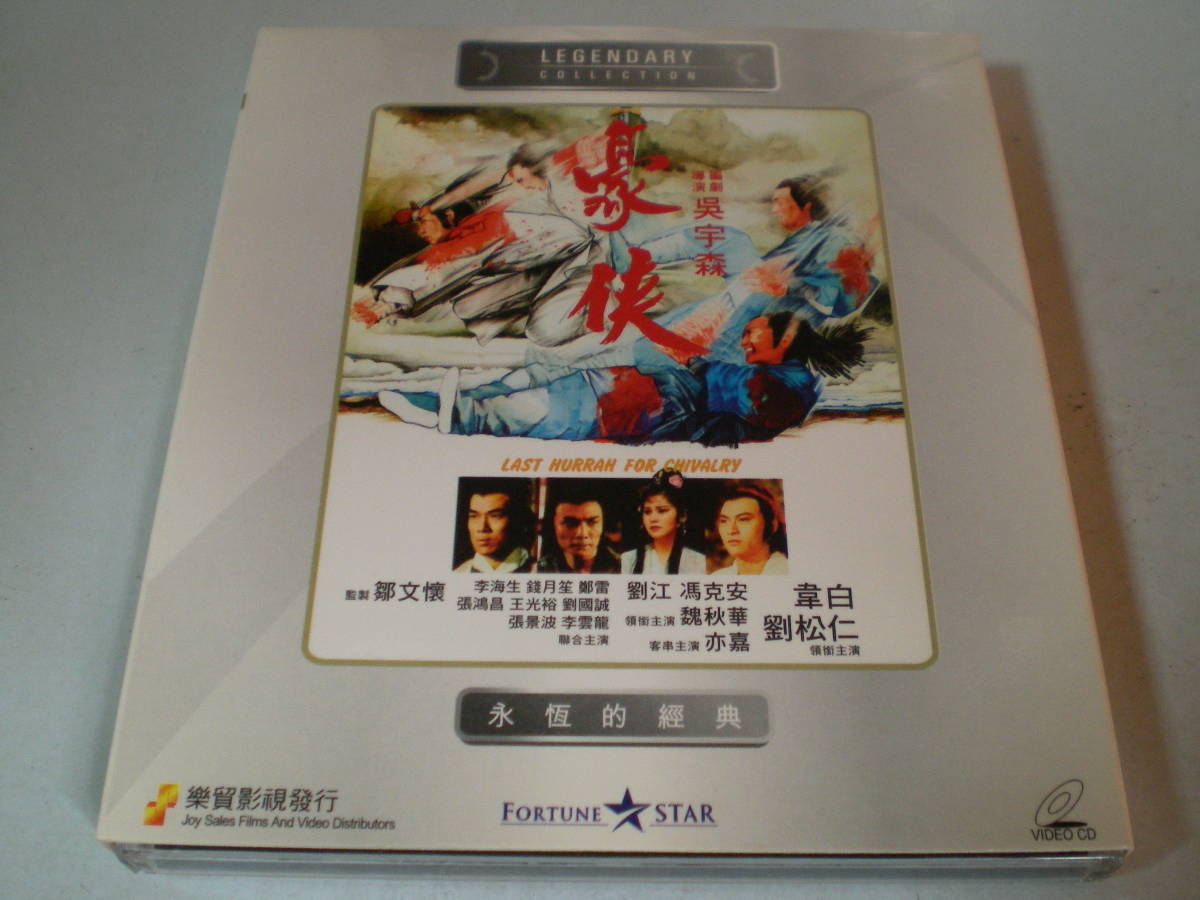 LEGENDARY
COLLECTION
豪俠
編劇
導演
吳宇森
LAST HURRAH FOR CHIVALRY
監製 鄒文懷
李海生 錢月笙 鄭雷
張鴻昌 王光裕 劉國誠
張景波 李雲龍
聯合主演
劉江 馮克安
領銜主演 魏秋華
客串主演 亦嘉
韋白
劉松仁
領銜主演
永恆的經典
樂貿影視發行
Joy Sales Films And Video Distributors
FORTUNE STAR
VIDEO CD